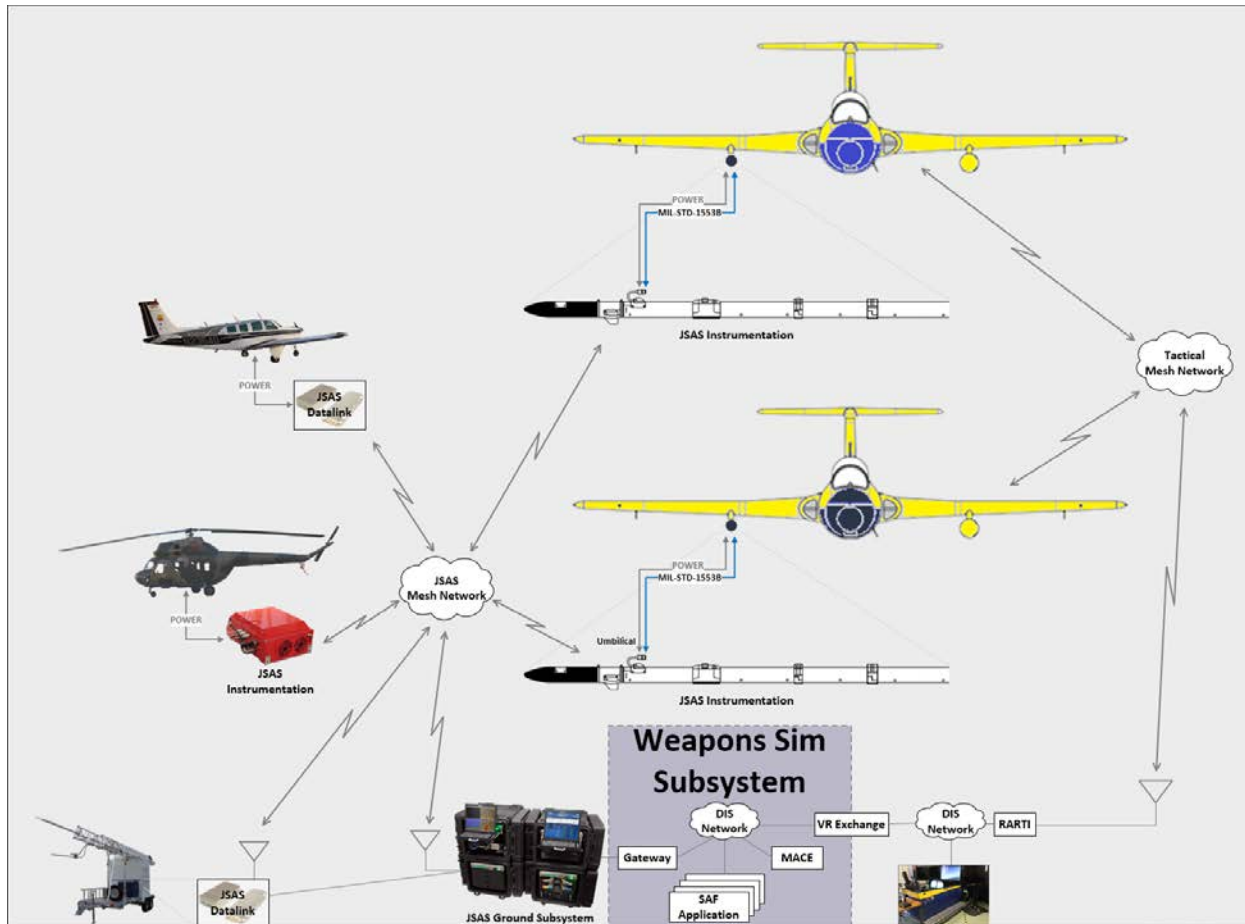 POWER
MIL-STD-1553B
JSAS Instrumentation
Tactical
Mesh Network
POWER
JSAS
Datalink
POWER
MIL-STD-1553B
JSAS
Mesh Network
POWER
JSAS
Instrumentation
Umbilical
JSAS Instrumentation
Weapons Sim
Subsystem
DIS
Network
VR Exchange
DIS
Network
RARTI
Gateway
MACE
SAF
Application
JSAS
Datalink
JSAS Ground Subsystem